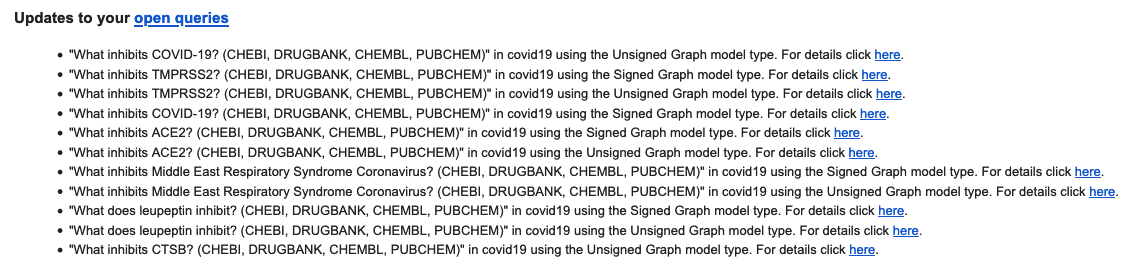 Updates to your open queries
• "What inhibits COVID-19? (CHEBI, DRUGBANK, CHEMBL, PUBCHEM)" in covid19 using the Unsigned Graph model type. For details click here.
• "What inhibits TMPRSS2? (CHEBI, DRUGBANK, CHEMBL, PUBCHEM)" in covid19 using the Signed Graph model type. For details click here.
• "What inhibits TMPRSS2? (CHEBI, DRUGBANK, CHEMBL, PUBCHEM)" in covid19 using the Unsigned Graph model type. For details click here.
• "What inhibits COVID-19? (CHEBI, DRUGBANK, CHEMBL, PUBCHEM)" in covid19 using the Signed Graph model type. For details click here.
• "What inhibits ACE2? (CHEBI, DRUGBANK, CHEMBL, PUBCHEM)" in covid19 using the Signed Graph model type. For details click here.
• "What inhibits ACE2? (CHEBI, DRUGBANK, CHEMBL, PUBCHEM)" in covid19 using the Unsigned Graph model type. For details click here.
• "What inhibits Middle East Respiratory Syndrome Coronavirus? (CHEBI, DRUGBANK, CHEMBL, PUBCHEM)" in covid19 using the Signed Graph model type. For details click here.
• "What inhibits Middle East Respiratory Syndrome Coronavirus? (CHEBI, DRUGBANK, CHEMBL, PUBCHEM)" in covid19 using the Unsigned Graph model type. For details click here.
• "What does leupeptin inhibit? (CHEBI, DRUGBANK, CHEMBL, PUBCHEM)" in covid19 using the Signed Graph model type. For details click here.
• "What does leupeptin inhibit? (CHEBI, DRUGBANK, CHEMBL, PUBCHEM)" in covid19 using the Unsigned Graph model type. For details click here.
• "What inhibits CTSB? (CHEBI, DRUGBANK, CHEMBL, PUBCHEM)" in covid19 using the Unsigned Graph model type. For details click here.